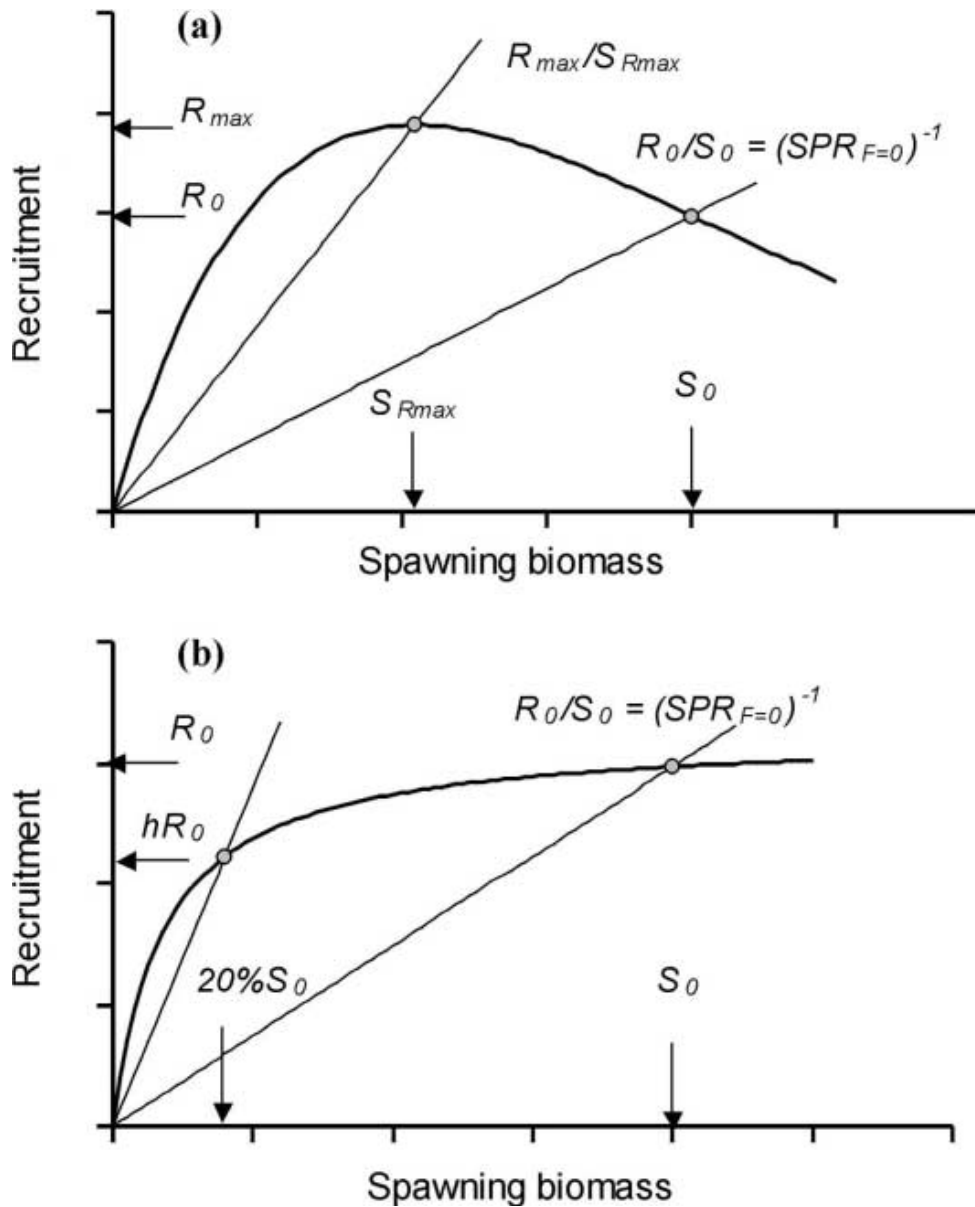 (a)
R max/S Rmax
R max
R 0/S 0 = (SPR F=0) -1
R 0
Recruitment
S Rmax
S 0
Spawning biomass
(b)
R 0/S 0 = (SPR F=0) -1
R 0
hR 0
Recruitment
20%S 0
S 0
Spawning biomass